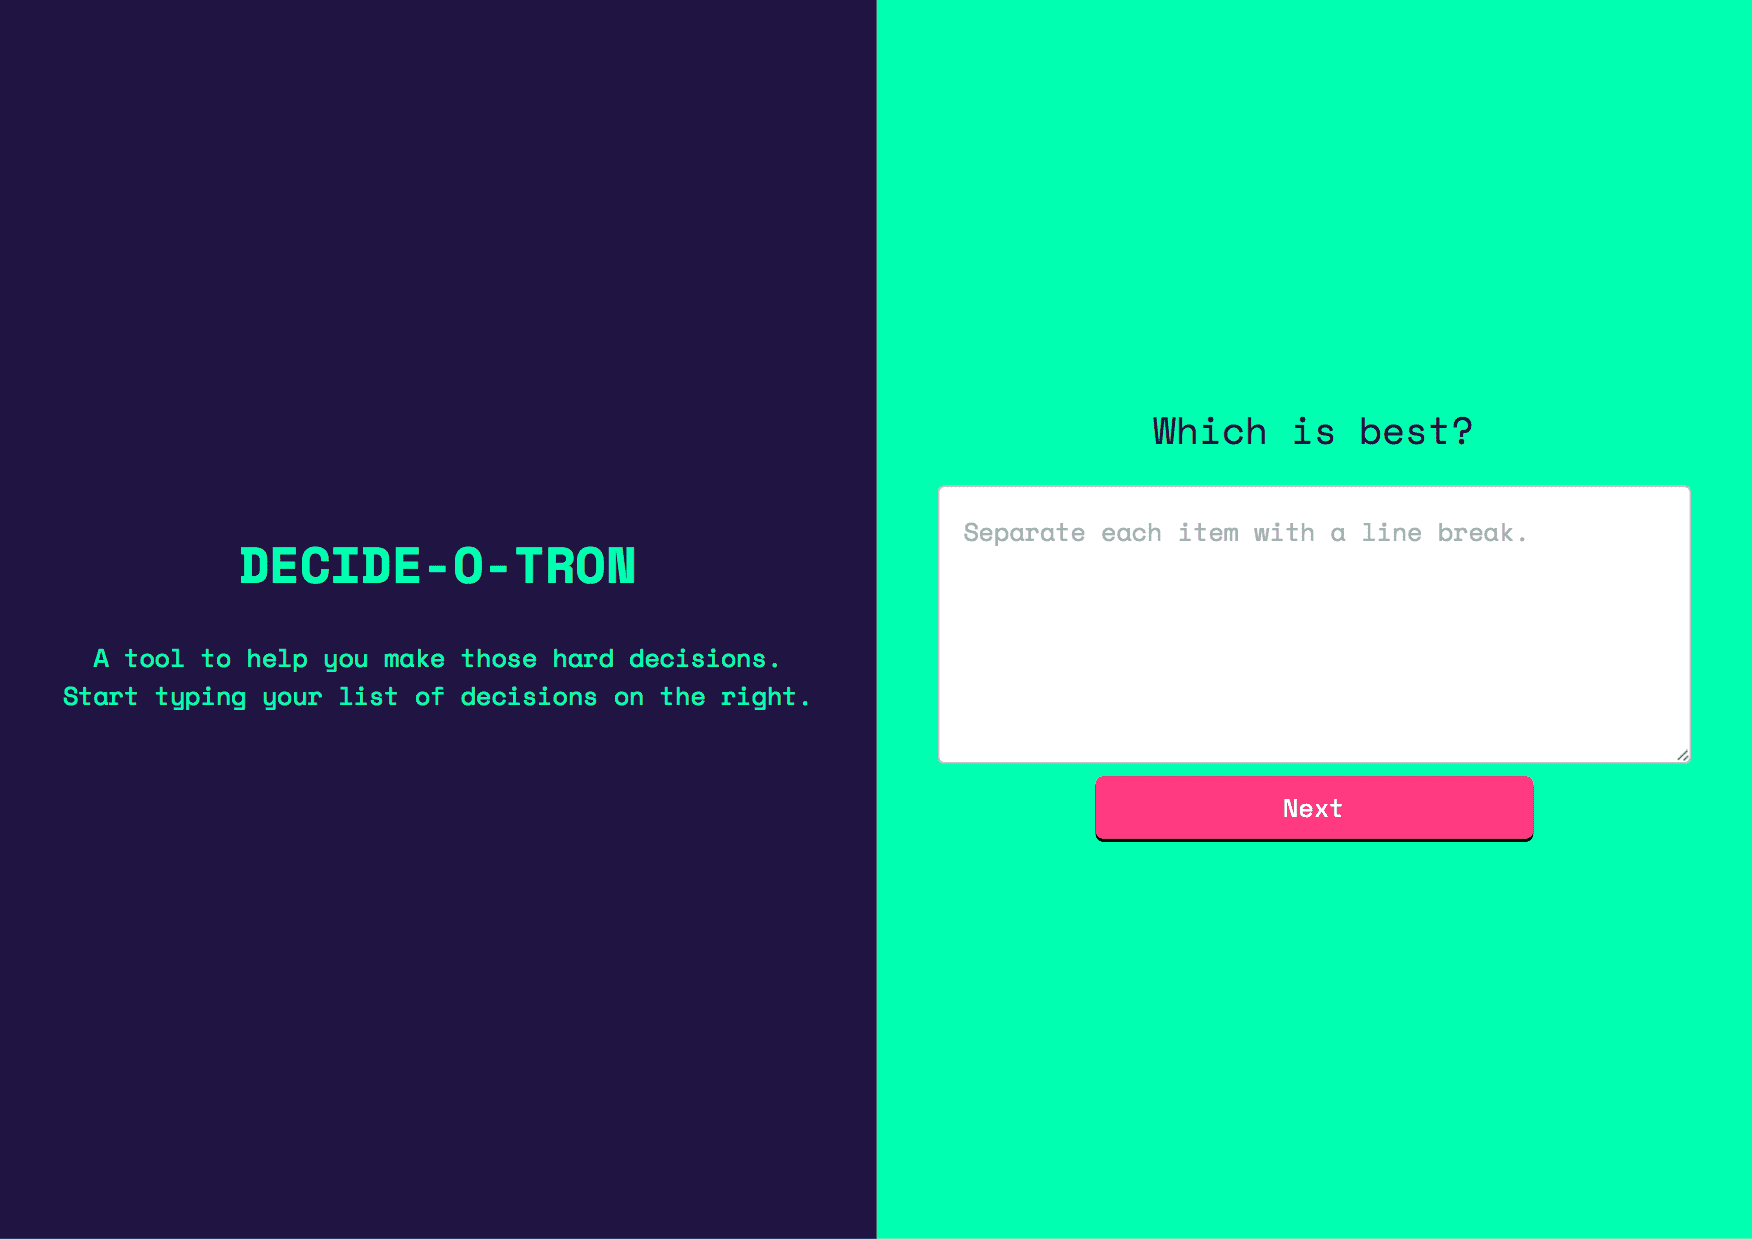 DECIDE-O-TRON
A tool to help you make those hard decisions.
Start typing your list of decisions on the right.
Which is best?
Separate each item with a line break.
Next